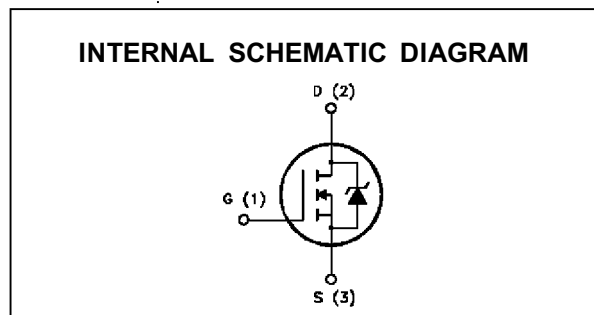 INTERNAL SCHEMATIC DIAGRAM
D (2)
G (1)
S (3)